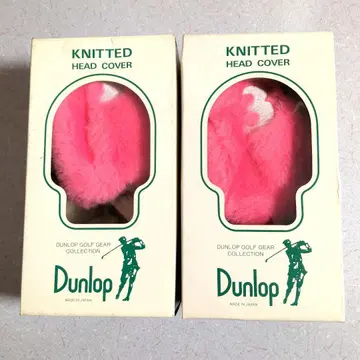 KNITTED
HEAD COVER
DUNLOP GOLF GEAR
COLLECTION
Dunlop
MADE IN JAPAN
KNITTED
HEAD COVER
DUNLOP GOLF GEAR
COLLECTION
Dunlop
MADE IN JAPAN